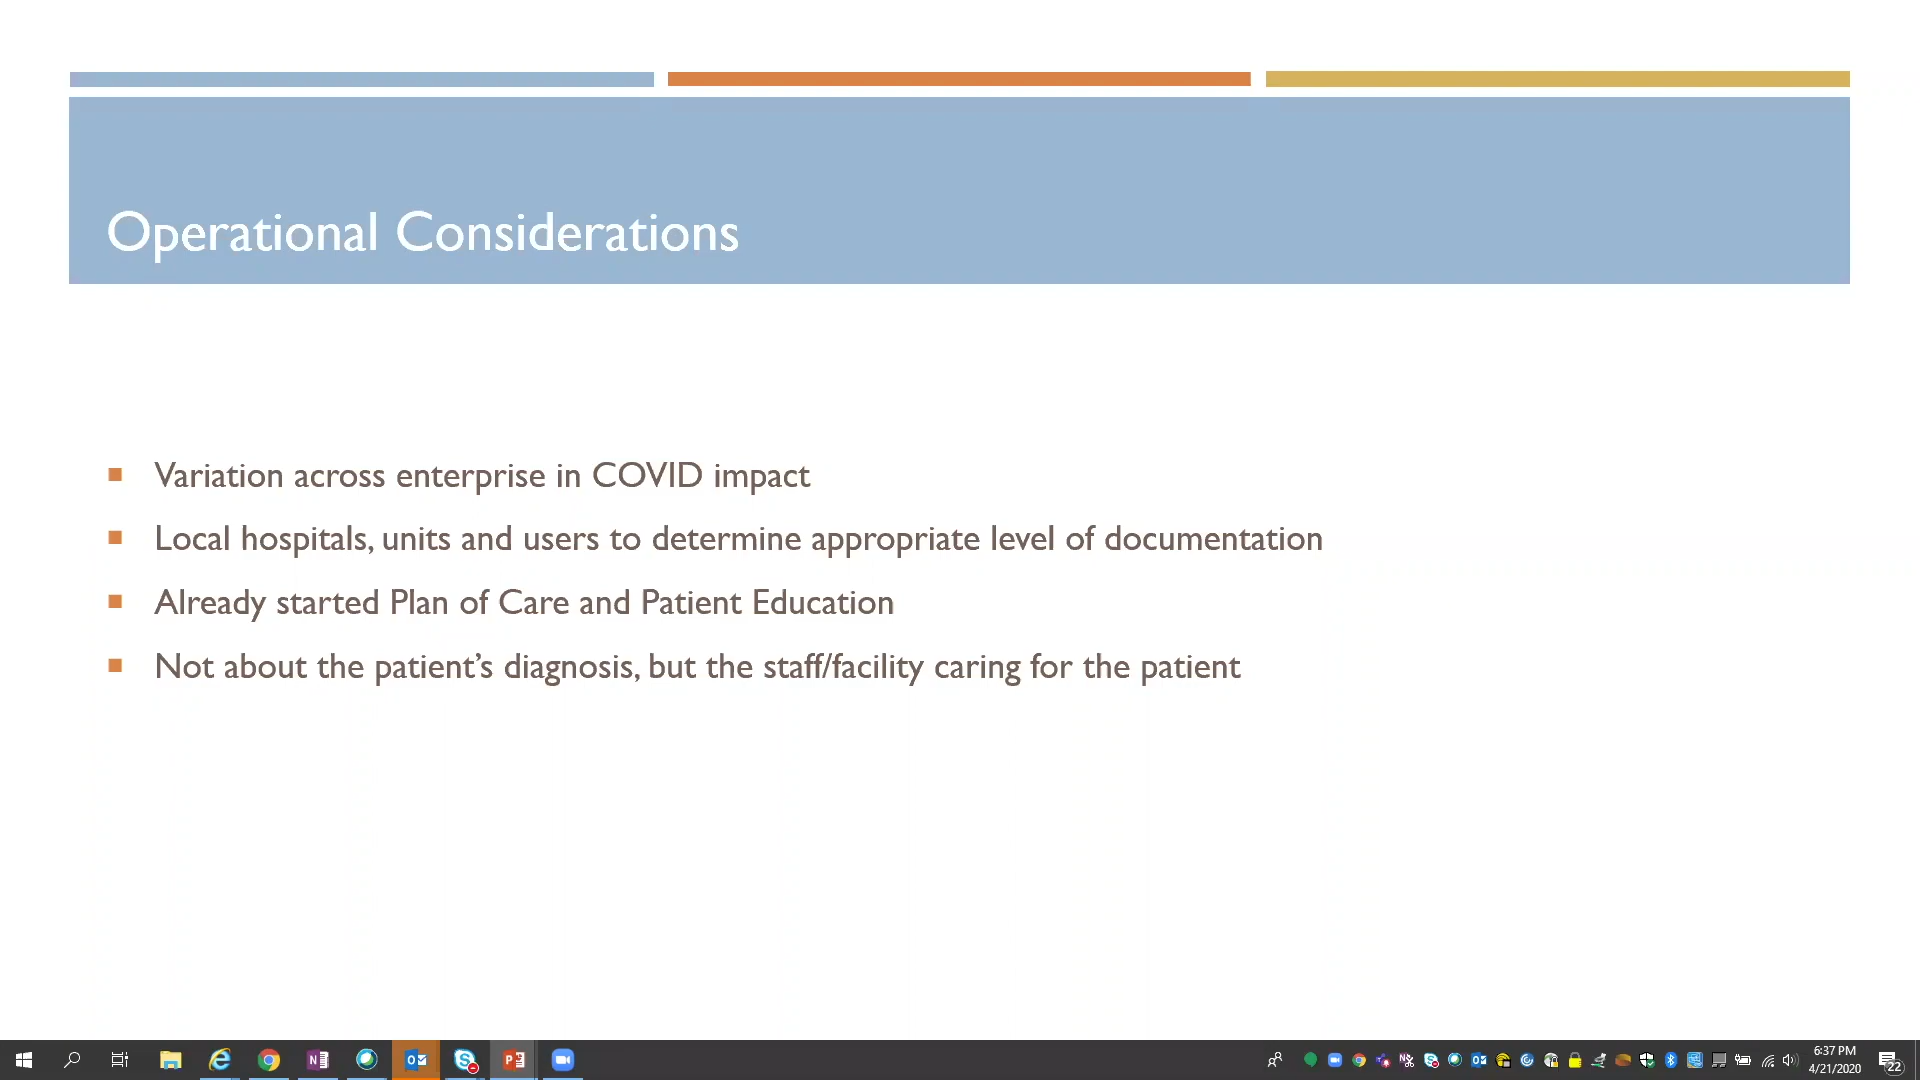 Operational Considerations
Variation across enterprise in COVID impact
Local hospitals, units and users to determine appropriate level of documentation
Already started Plan of Care and Patient Education
Not about the patient’s diagnosis, but the staff/facility caring for the patient
6:37 PM
4/21/2020
22